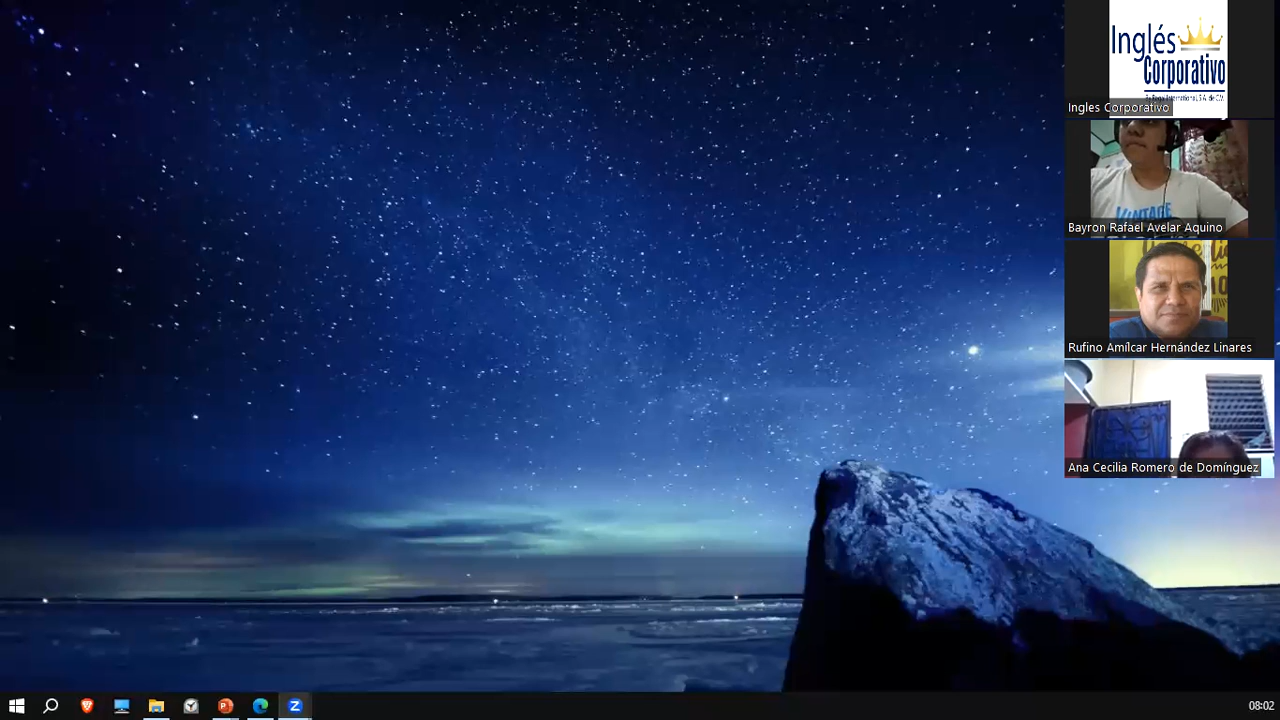 Inglés
Corporativo
Ingles Corporativo
VINTAGE
Bayron Rafael Avelar Aquino
Rufino Amílcar Hernández Linares
Ana Cecilia Romero de Domínguez
08:02